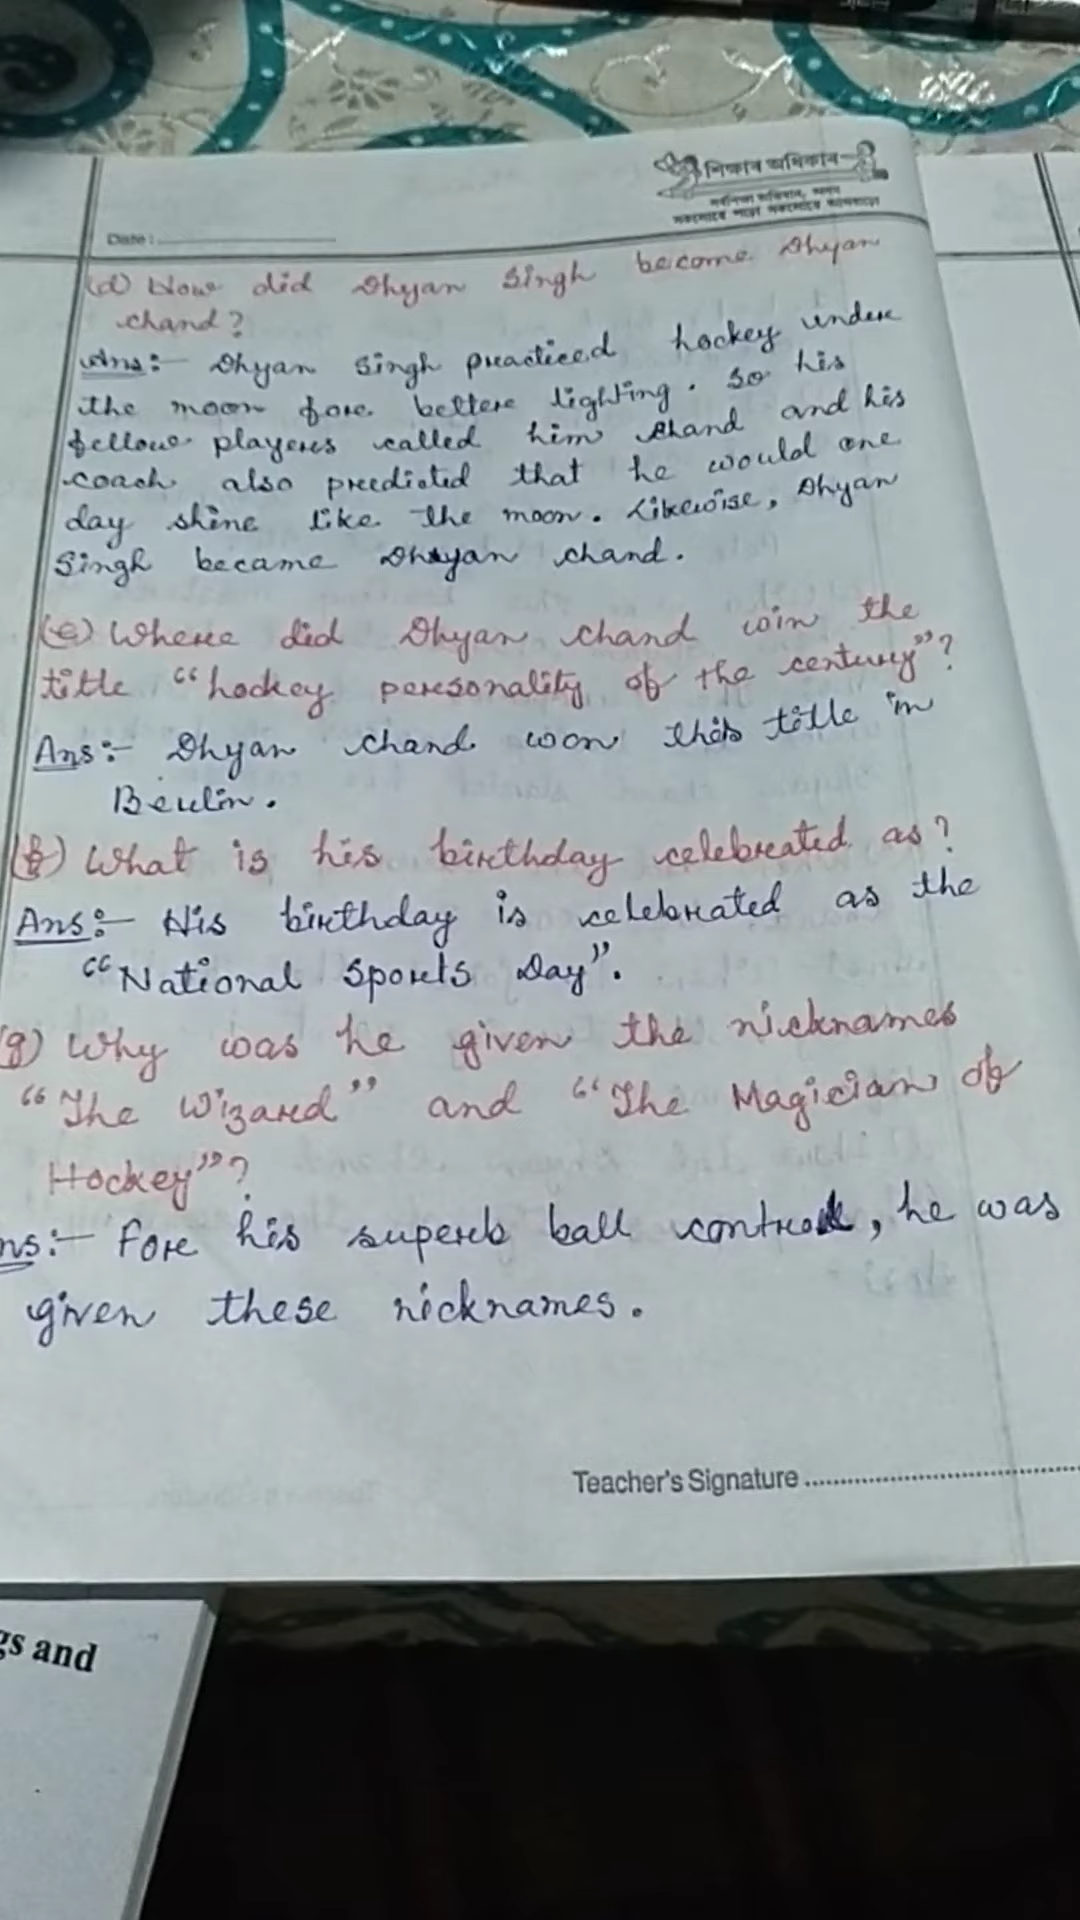 শিক্ষাৰ অধিকাৰ
Date :
(d) How did Dhyan Singh become Dhyan
chand?
Ans:- Dhyan Singh practiced hockey under
the moon for better lighting. So his
fellow players called him chand and his
coach also predicted that he would one
day shine like the moon. Likewise, Dhyan
Singh became Dhyan chand.
(e) Where did Dhyan chand win the
title "hockey personality of the century"?
Ans:- Dhyan chand won this title in
Berlin.
(f) What is his birthday celebrated as?
Ans:- His birthday is celebrated as the
"National Sports Day".
(g) Why was he given the nicknames
"The Wizard" and "The Magician of
Hockey"?
ns:- For his superb ball control, he was
given these nicknames.
Teacher's Signature
gs and